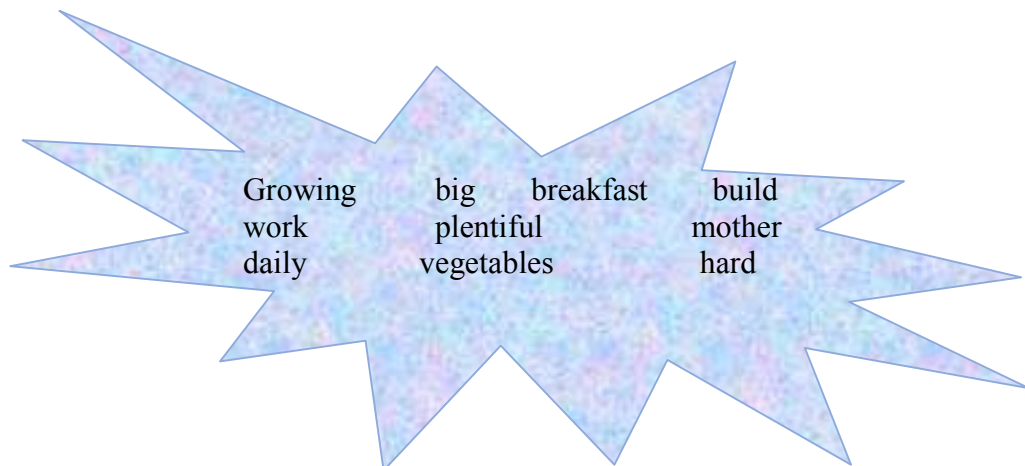 Growing big breakfast build
work plentiful mother
daily vegetables hard